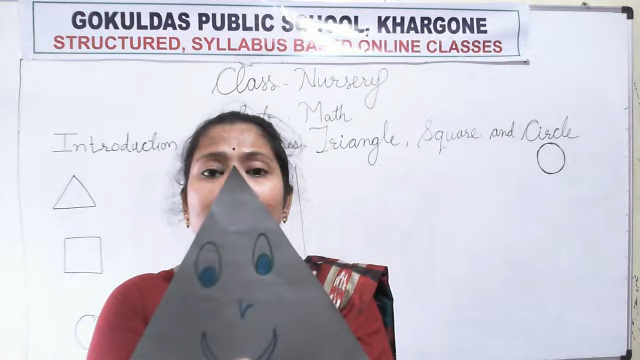 GOKULDAS PUBLIC SCHOOL, KHARGONE
STRUCTURED, SYLLABUS BASED ONLINE CLASSES
Class - Nursery
Math
Introduction Triangle, Square and Circle